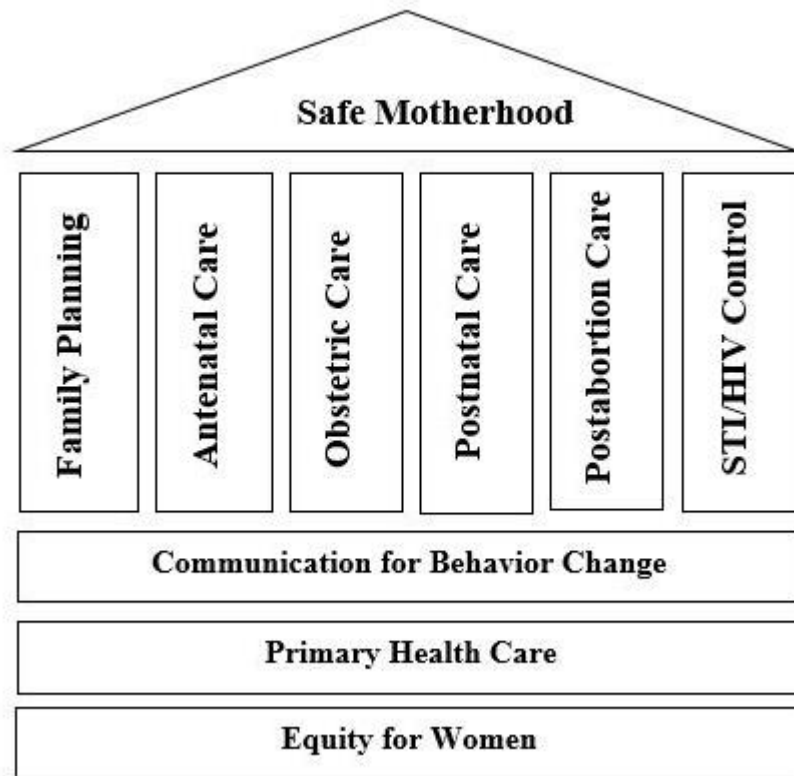 Safe Motherhood
Family Planning
Antenatal Care
Obstetric Care
Postnatal Care
Postabortion Care
STI/HIV Control
Communication for Behavior Change
Primary Health Care
Equity for Women